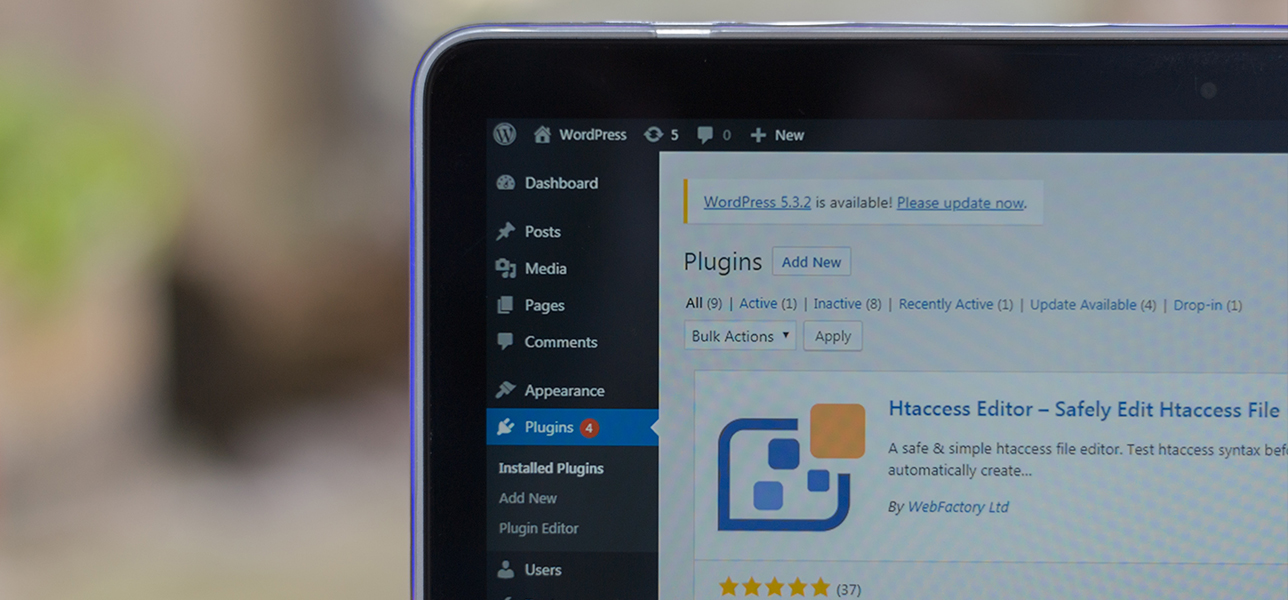 WordPress 5 0 New
Dashboard
Posts
Media
Pages
Comments
Appearance
Plugins 4
Installed Plugins
Add New
Plugin Editor
Users
WordPress 5.3.2 is available! Please update now.
Plugins Add New
All (9) | Active (1) | Inactive (8) | Recently Active (1) | Update Available (4) | Drop-in (1)
Bulk Actions Apply
Htaccess Editor – Safely Edit Htaccess File
A safe & simple htaccess file editor. Test htaccess syntax
automatically create...
By WebFactory Ltd
(37)